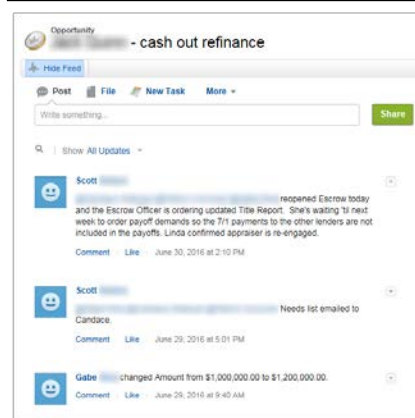 Opportunity
- cash out refinance
Hide Feed
Post File New Task More
Write something...
Share
Show All Updates
Scott
reopened Escrow today
and the Escrow Officer is ordering updated Title Report. She's waiting 'til next
week to order payoff demands so the 7/1 payments to the other lenders are not
included in the payoffs. Linda confirmed appraiser is re-engaged.
Comment Like June 30, 2016 at 2:10 PM
Scott
Needs list emailed to
Candace.
Comment Like June 29, 2016 at 5:01 PM
Gabe changed Amount from $1,000,000.00 to $1,200,000.00.
Comment Like June 29, 2016 at 9:40 AM